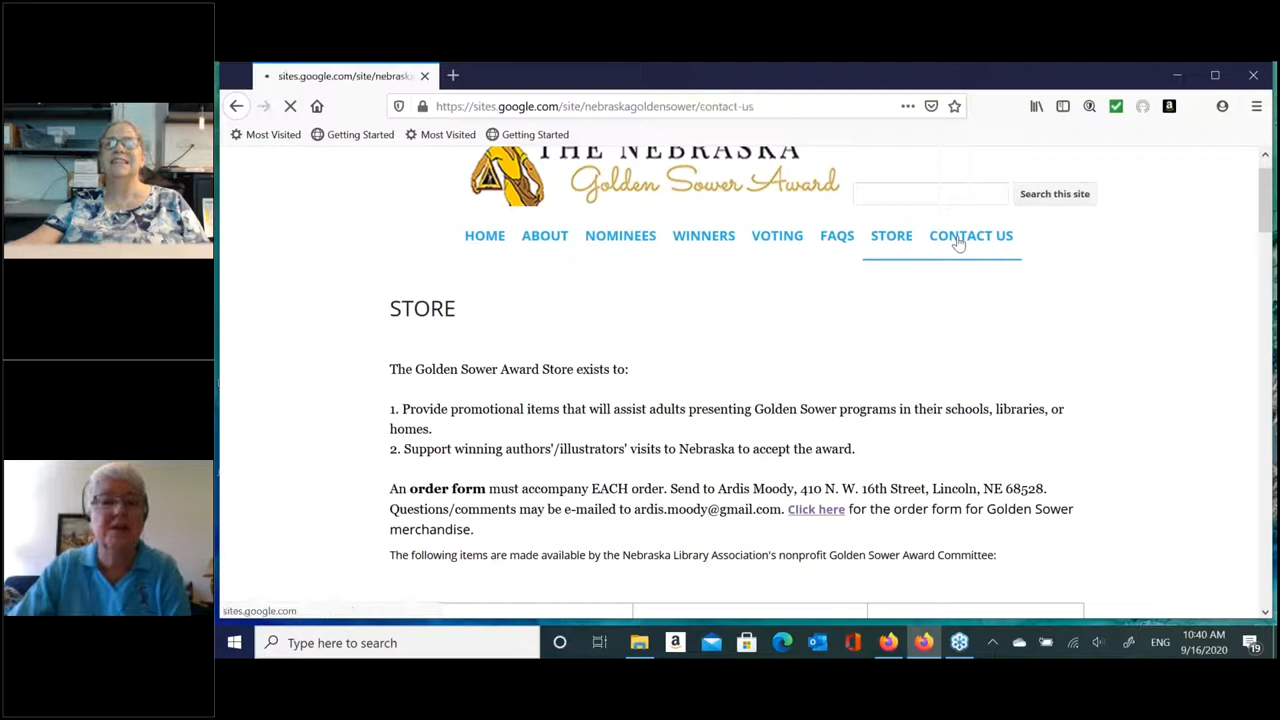 sites.google.com/site/nebraska
https://sites.google.com/site/nebraskagoldensower/contact-us
Most Visited
Getting Started
Most Visited
Getting Started
THE NEBRASKA
Golden Sower Award
Search this site
HOME
ABOUT
NOMINEES
WINNERS
VOTING
FAQS
STORE
CONTACT US
STORE
The Golden Sower Award Store exists to:
1. Provide promotional items that will assist adults presenting Golden Sower programs in their schools, libraries, or
homes.
2. Support winning authors'/illustrators' visits to Nebraska to accept the award.
An order form must accompany EACH order. Send to Ardis Moody, 410 N. W. 16th Street, Lincoln, NE 68528.
Questions/comments may be e-mailed to ardis.moody@gmail.com. Click here for the order form for Golden Sower
merchandise.
The following items are made available by the Nebraska Library Association's nonprofit Golden Sower Award Committee:
sites.google.com
Type here to search
ENG
10:40 AM
9/16/2020
19